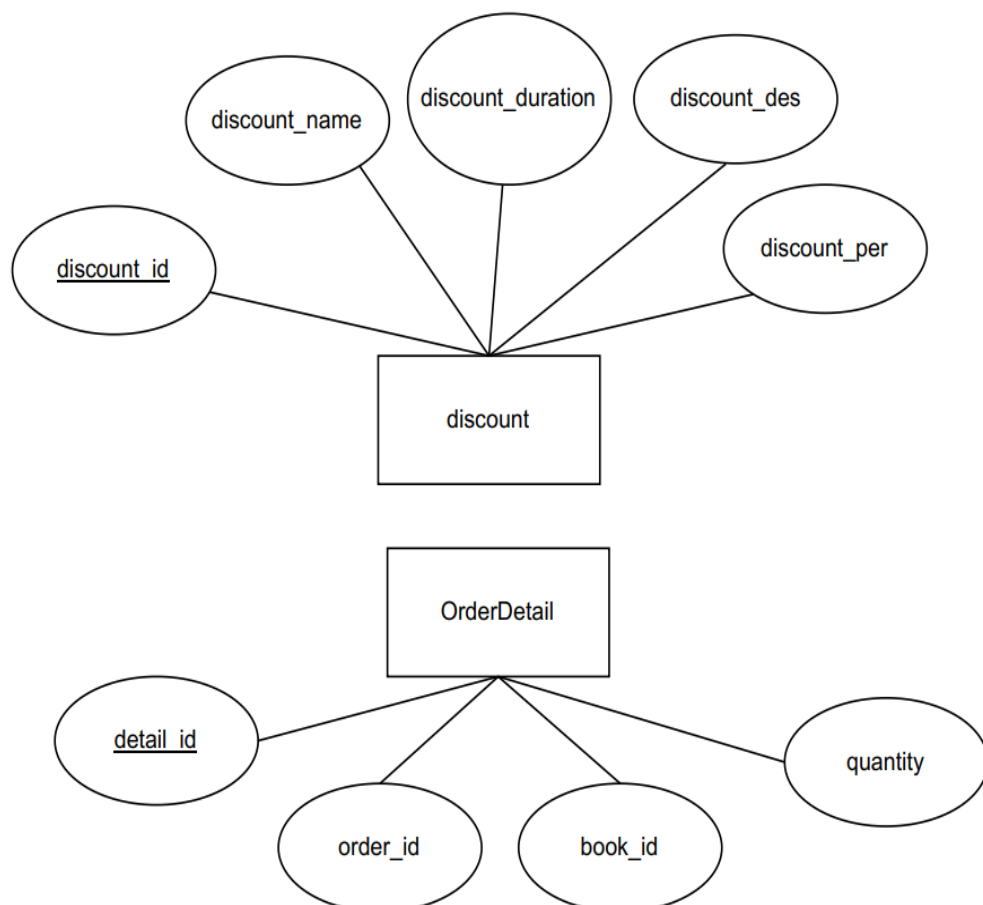 discount_duration
discount_des
discount_name
discount_per
discount_id
discount
OrderDetail
detail_id
quantity
order_id
book_id